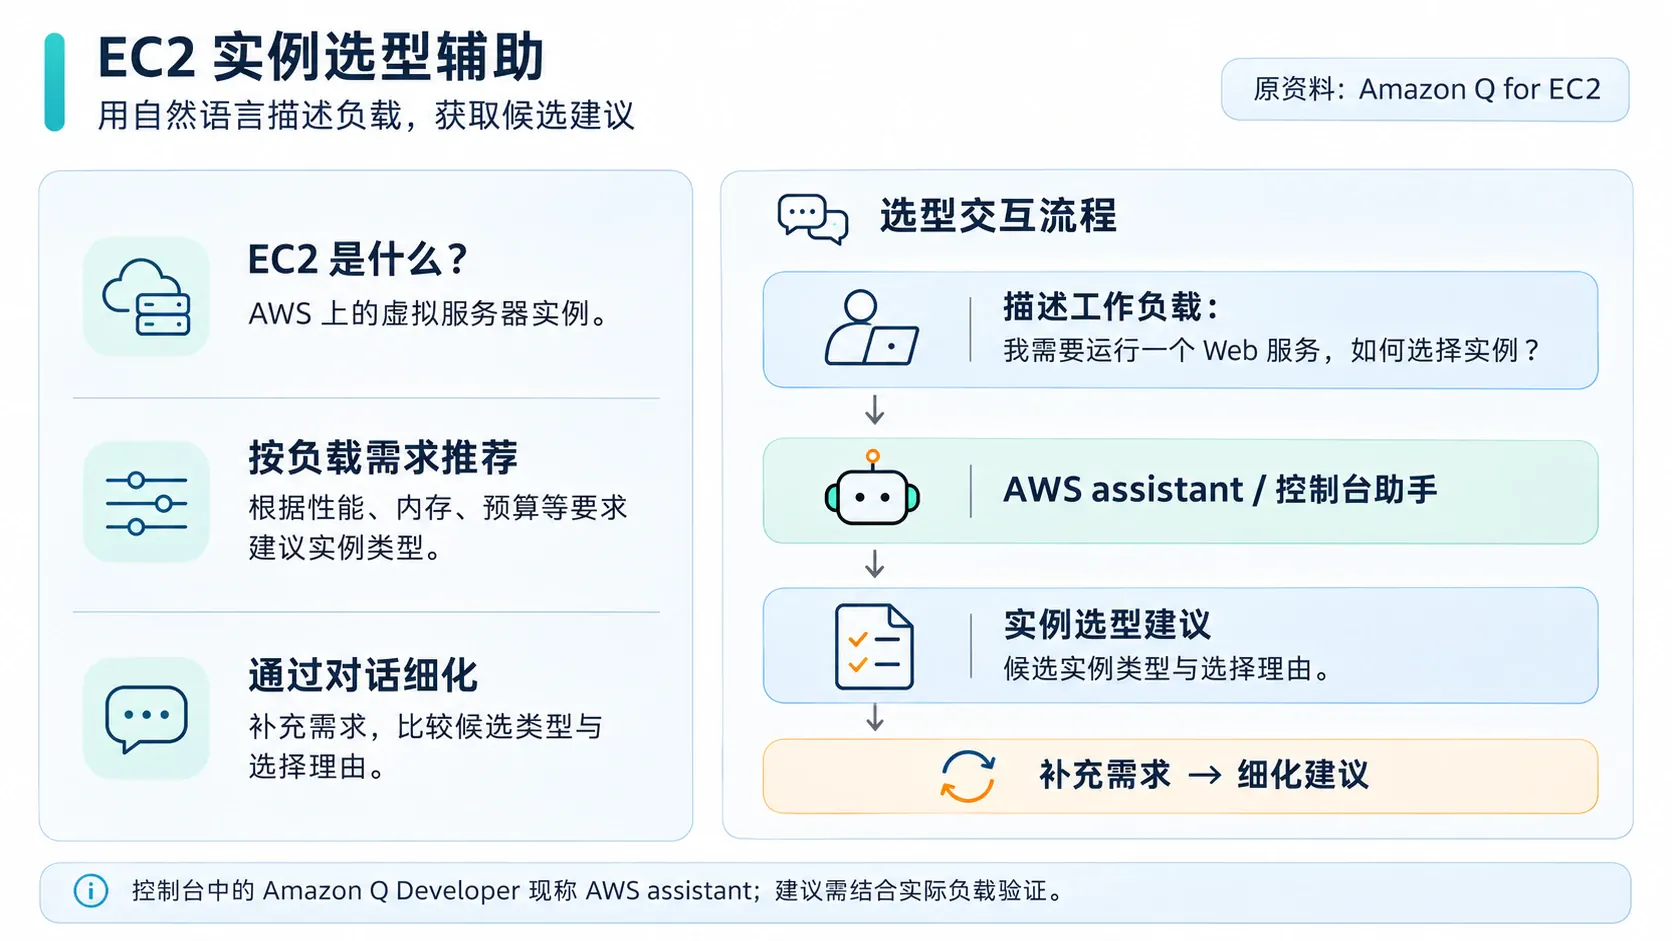 EC2 实例选型辅助
用自然语言描述负载，获取候选建议
原资料：Amazon Q for EC2
EC2 是什么？
AWS 上的虚拟服务器实例。
按负载需求推荐
根据性能、内存、预算等要求
建议实例类型。
通过对话细化
补充需求，比较候选类型与
选择理由。
选型交互流程
描述工作负载：
我需要运行一个 Web 服务，如何选择实例？
AWS assistant / 控制台助手
实例选型建议
候选实例类型与选择理由。
补充需求 → 细化建议
控制台中的 Amazon Q Developer 现称 AWS assistant；建议需结合实际负载验证。